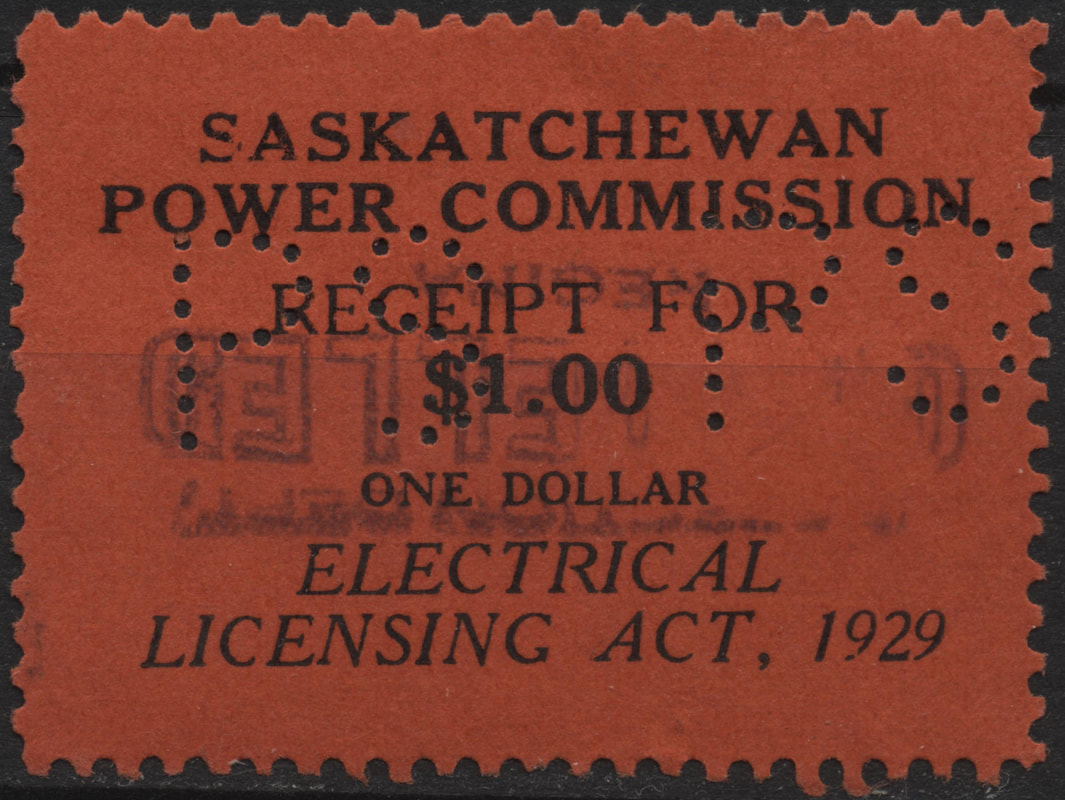 SASKATCHEWAN
POWER COMMISSION
RECEIPT FOR
$1.00
ONE DOLLAR
ELECTRICAL
LICENSING ACT, 1929